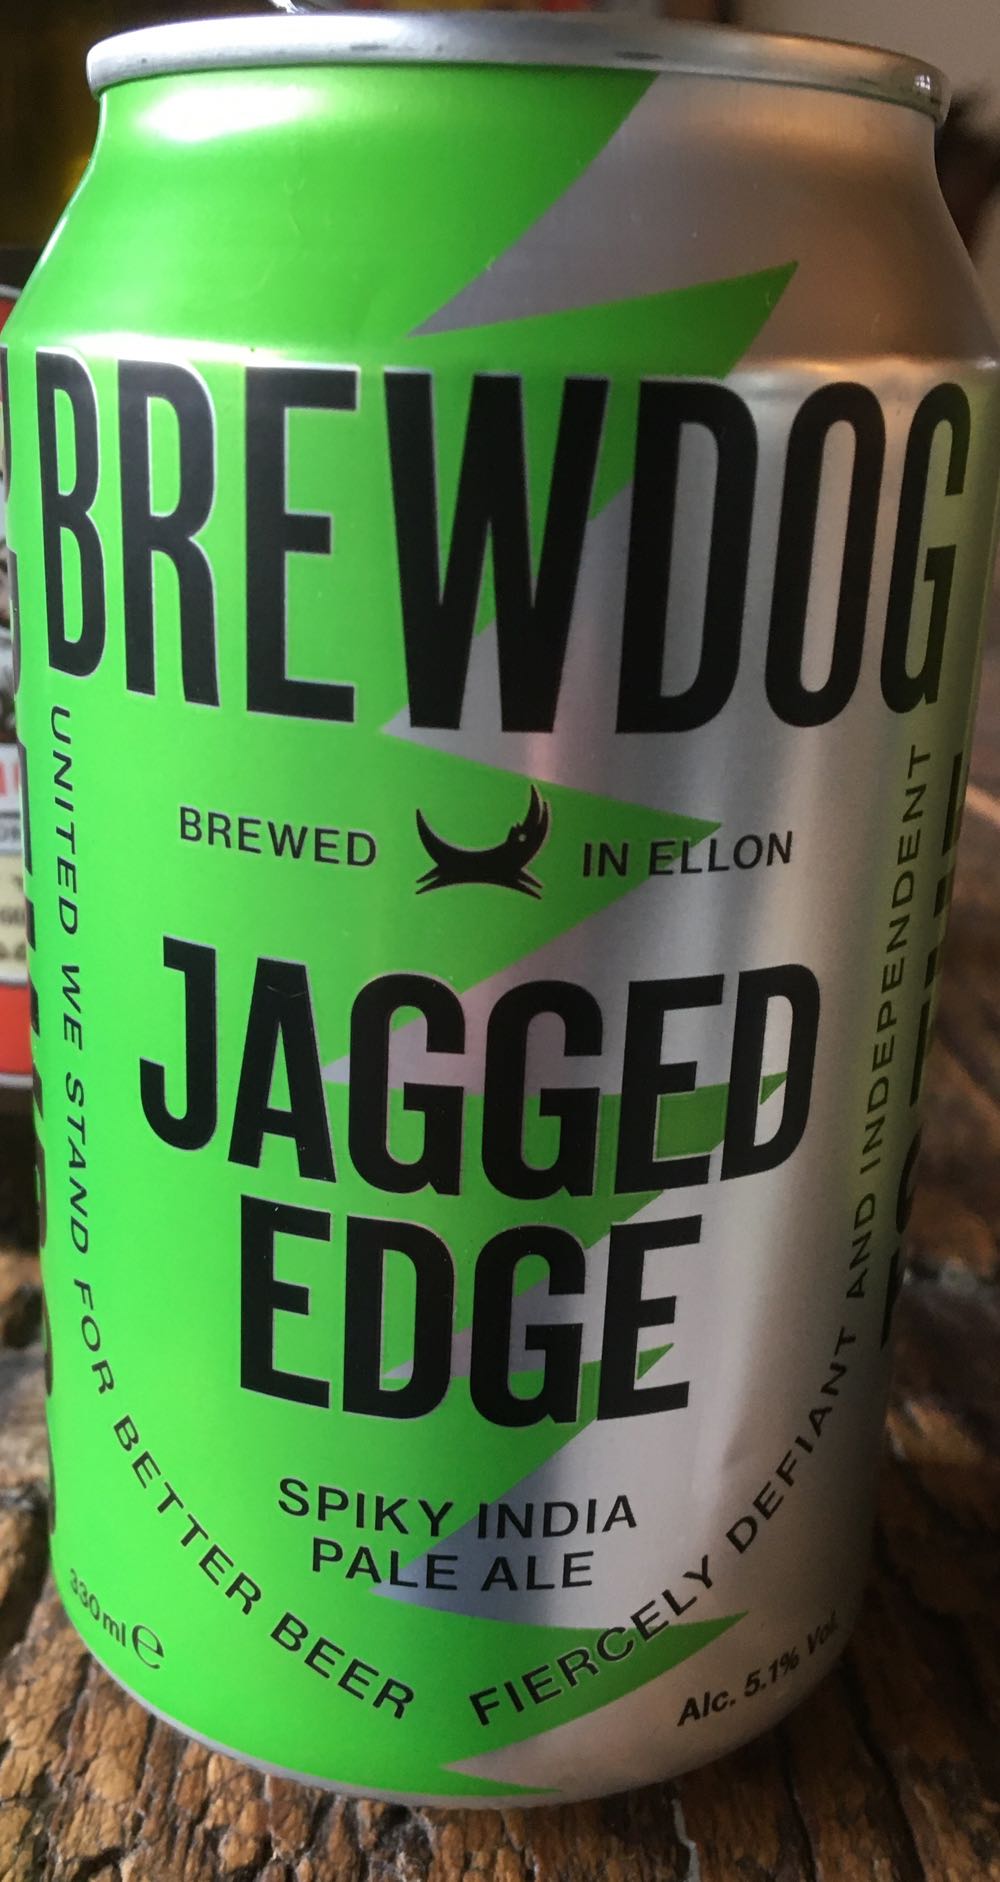 BREWDOG
BREWED IN ELLON
JAGGED
EDGE
SPIKY INDIA
PALE ALE
UNITED WE STAND FOR BETTER BEER
FIERCELY DEFIANT AND INDEPENDENT
330ml e
Alc. 5.1% Vol.